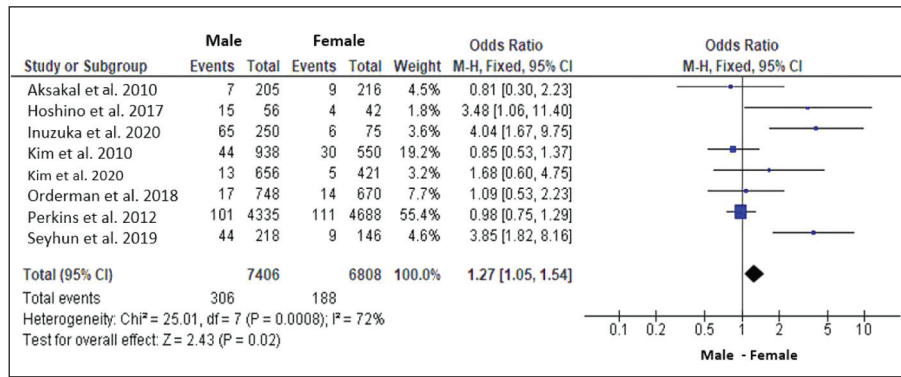 Male Female Odds Ratio Odds Ratio
Study or Subgroup Events Total Events Total Weight M-H, Fixed, 95% CI M-H, Fixed, 95% CI
Aksakal et al. 2010 7 205 9 216 4.5% 0.81 [0.30, 2.23]
Hoshino et al. 2017 15 56 4 42 1.8% 3.48 [1.06, 11.40]
Inuzuka et al. 2020 65 250 6 75 3.6% 4.04 [1.67, 9.75]
Kim et al. 2010 44 938 30 550 19.2% 0.85 [0.53, 1.37]
Kim et al. 2020 13 656 5 421 3.2% 1.68 [0.60, 4.75]
Orderman et al. 2018 17 748 14 670 7.7% 1.09 [0.53, 2.23]
Perkins et al. 2012 101 4335 111 4688 55.4% 0.98 [0.75, 1.29]
Seyhun et al. 2019 44 218 9 146 4.6% 3.85 [1.82, 8.16]
Total (95% CI) 7406 6808 100.0% 1.27 [1.05, 1.54]
Total events 306 188
Heterogeneity: Chi² = 25.01, df = 7 (P = 0.0008); I² = 72%
Test for overall effect: Z = 2.43 (P = 0.02)
0.1 0.2 0.5 1 2 5 10
Male - Female